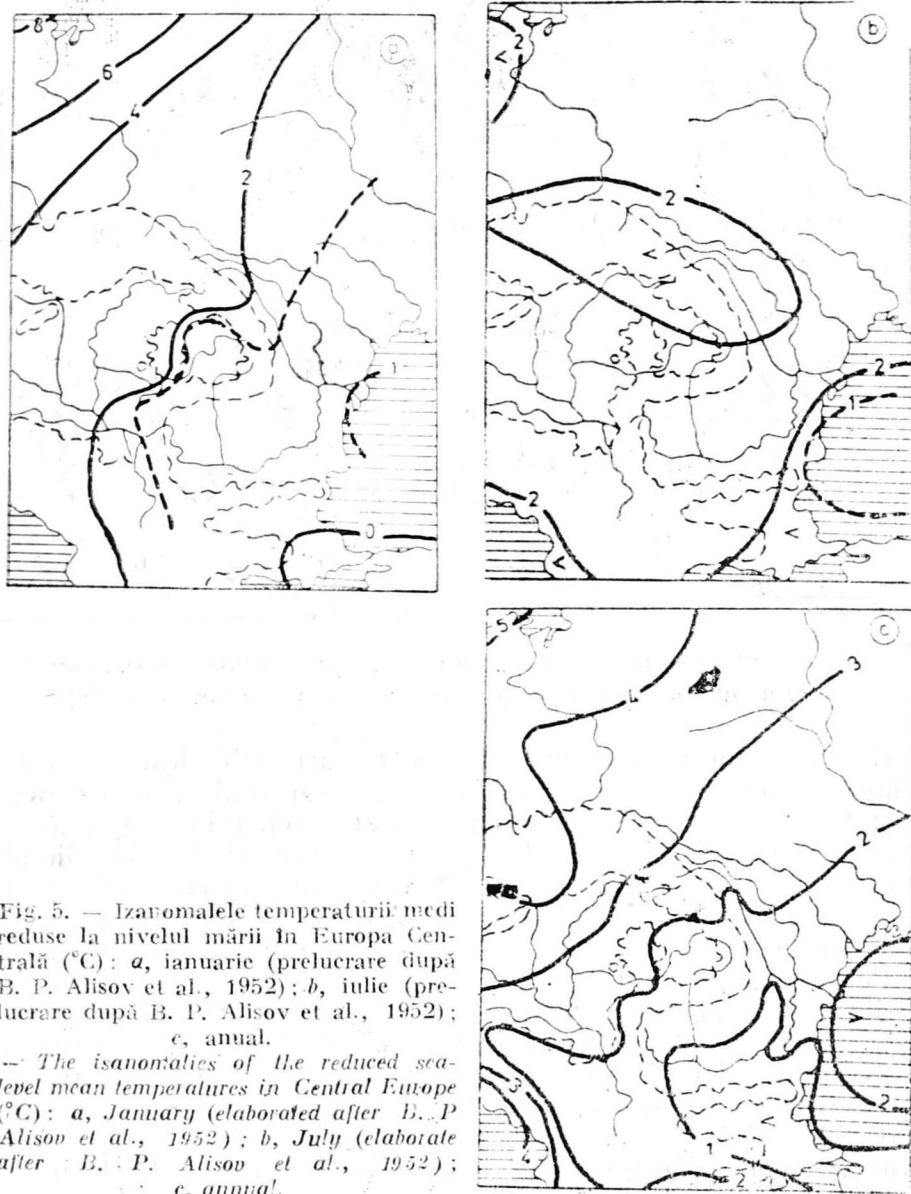 8
6
4
2
1
1
0
a
2
<
2
<
2
1
2
<
<
b
5
4
3
2
3
4
1
2
1
2
<
>
c
Fig. 5. — Izanomalele temperaturii medi
reduse la nivelul mării în Europa Cen-
trală (°C) : a, ianuarie (prelucrare după
B. P. Alisov et al., 1952) ; b, iulie (pre-
lucrare după B. P. Alisov et al., 1952) ;
c, anual.
— The isanomalies of the reduced sea-
level mean temperatures in Central Europe
(°C) : a, January (elaborated after B. P
Alisov et al., 1952) ; b, July (elaborate
after B. P. Alisov et al., 1952) ;
c, annual.